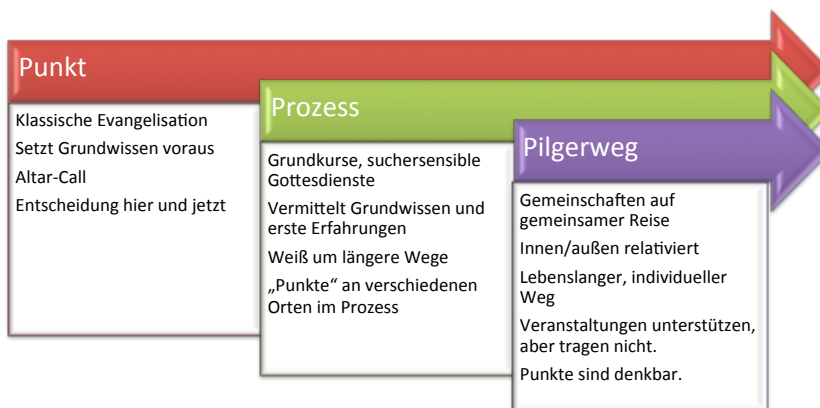 Punkt
Klassische Evangelisation
Setzt Grundwissen voraus
Altar-Call
Entscheidung hier und jetzt
Prozess
Grundkurse, suchersensible
Gottesdienste
Vermittelt Grundwissen und
erste Erfahrungen
Weiß um längere Wege
„Punkte“ an verschiedenen
Orten im Prozess
Pilgerweg
Gemeinschaften auf
gemeinsamer Reise
Innen/außen relativiert
Lebenslanger, individueller
Weg
Veranstaltungen unterstützen,
aber tragen nicht.
Punkte sind denkbar.